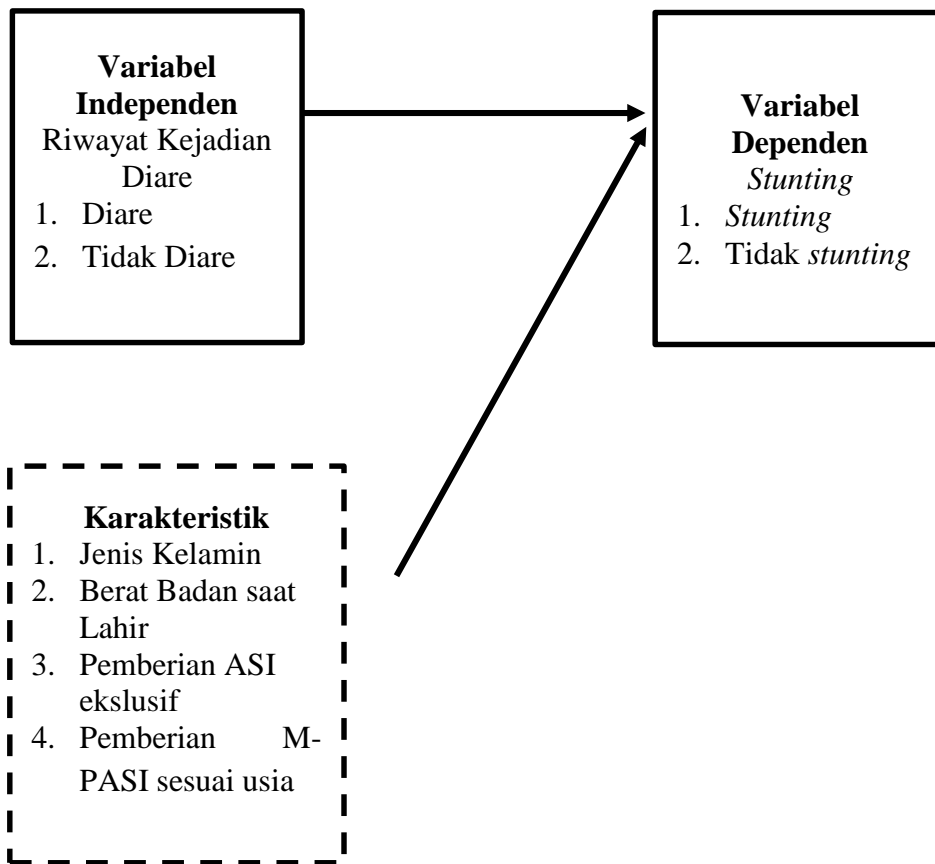 Variabel
Independen
Riwayat Kejadian
Diare
1. Diare
2. Tidak Diare
Variabel
Dependen
Stunting
1. Stunting
2. Tidak stunting
Karakteristik
1. Jenis Kelamin
2. Berat Badan saat
Lahir
3. Pemberian ASI
ekslusif
4. Pemberian M-
PASI sesuai usia